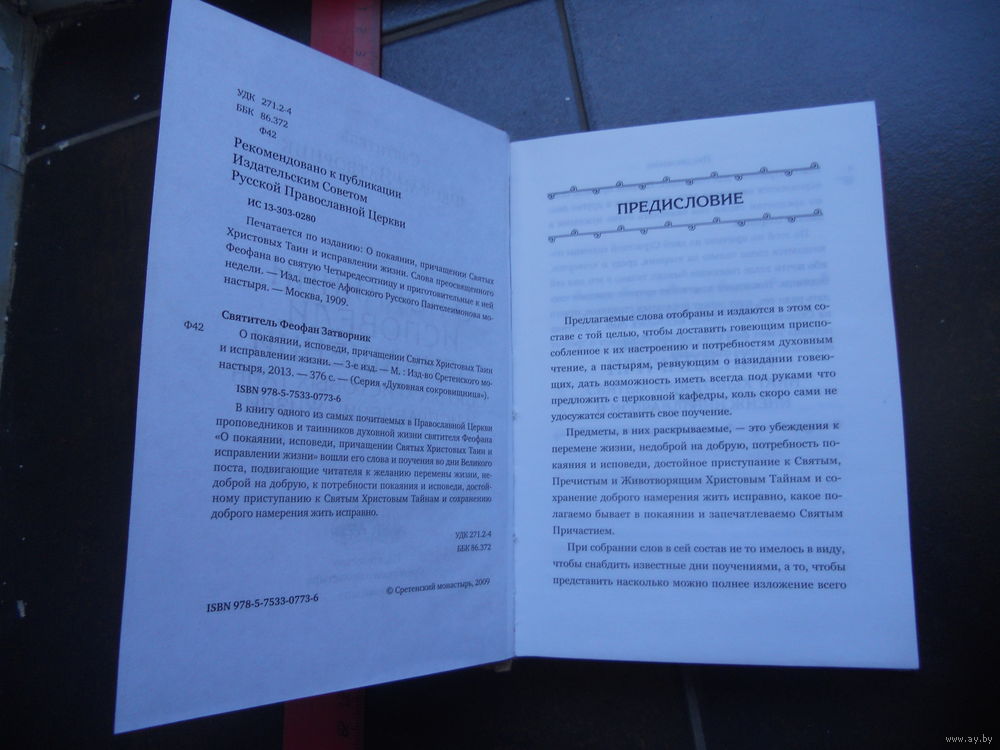 УДК 271.2-4
ББК 86.372
Ф42
Рекомендовано к публикации
Издательским Советом
Русской Православной Церкви
ИС 13-303-0280
Печатается по изданию: О покаянии, причащении Святых
Христовых Таин и исправлении жизни. Слова преосвященного
Феофана во святую Четыредесятницу и приготовительные к ней
недели. — Изд. шестое Афонского Русского Пантелеимонова мо-
настыря. — Москва, 1909.
Святитель Феофан Затворник
Ф42 О покаянии, исповеди, причащении Святых Христовых Таин
и исправлении жизни. — 3-е изд. — М. : Изд-во Сретенского мо-
настыря, 2013. — 376 с. — (Серия «Духовная сокровищница»).
ISBN 978-5-7533-0773-6
В книгу одного из самых почитаемых в Православной Церкви
проповедников и таинников духовной жизни святителя Феофана
«О покаянии, исповеди, причащении Святых Христовых Таин и
исправлении жизни» вошли его слова и поучения во дни Великого
поста, подвигающие читателя к желанию перемены жизни, не-
доброй на добрую, к потребности покаяния и исповеди, достой-
ному приступанию к Святым Христовым Тайнам и сохранению
доброго намерения жить исправно.
УДК 271.2-4
ББК 86.372
ISBN 978-5-7533-0773-6
© Сретенский монастырь, 2009
ПРЕДИСЛОВИЕ
Предлагаемые слова отобраны и издаются в этом со-
ставе с той целью, чтобы доставить говеющим приспо-
собленное к их настроению и потребностям духовным
чтение, а пастырям, ревнующим о назидании говею-
щих, дать возможность иметь всегда под руками что
предложить с церковной кафедры, коль скоро сами не
удосужатся составить свое поучение.
Предметы, в них раскрываемые, — это убеждения к
перемене жизни, недоброй на добрую, потребность по-
каяния и исповеди, достойное приступание к Святым,
Пречистым и Животворящим Христовым Тайнам и со-
хранение доброго намерения жить исправно, какое по-
лагаемо бывает в покаянии и запечатлеваемо Святым
Причастием.
При собрании слов в сей состав не то имелось в виду,
чтобы снабдить известные дни поучениями, а то, чтобы
представить насколько можно полнее изложение всего
www.ay.by